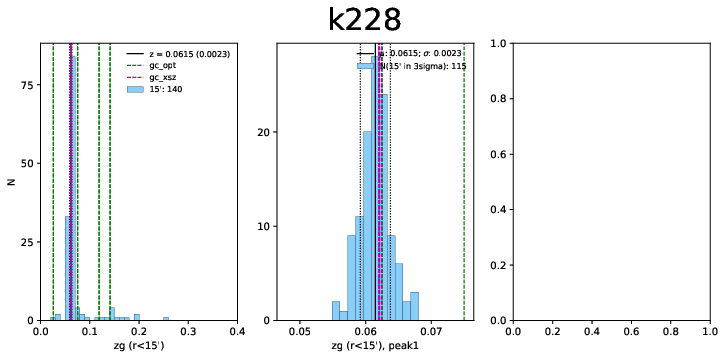 k228
z = 0.0615 (0.0023)
gc_opt
gc_xsz
15': 140
N
75
50
25
0
0.0 0.1 0.2 0.3 0.4
zg (r<15')
μ: 0.0615; σ: 0.0023
N(15' in 3sigma): 115
20
10
0
0.05 0.06 0.07
zg (r<15'), peak1
1.0
0.8
0.6
0.4
0.2
0.0
0.0 0.2 0.4 0.6 0.8 1.0